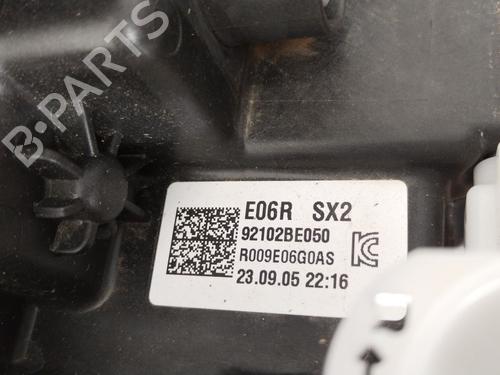 B-PARTS
E06R SX2
92102BE050
R009E06G0AS
23.09.05 22:16